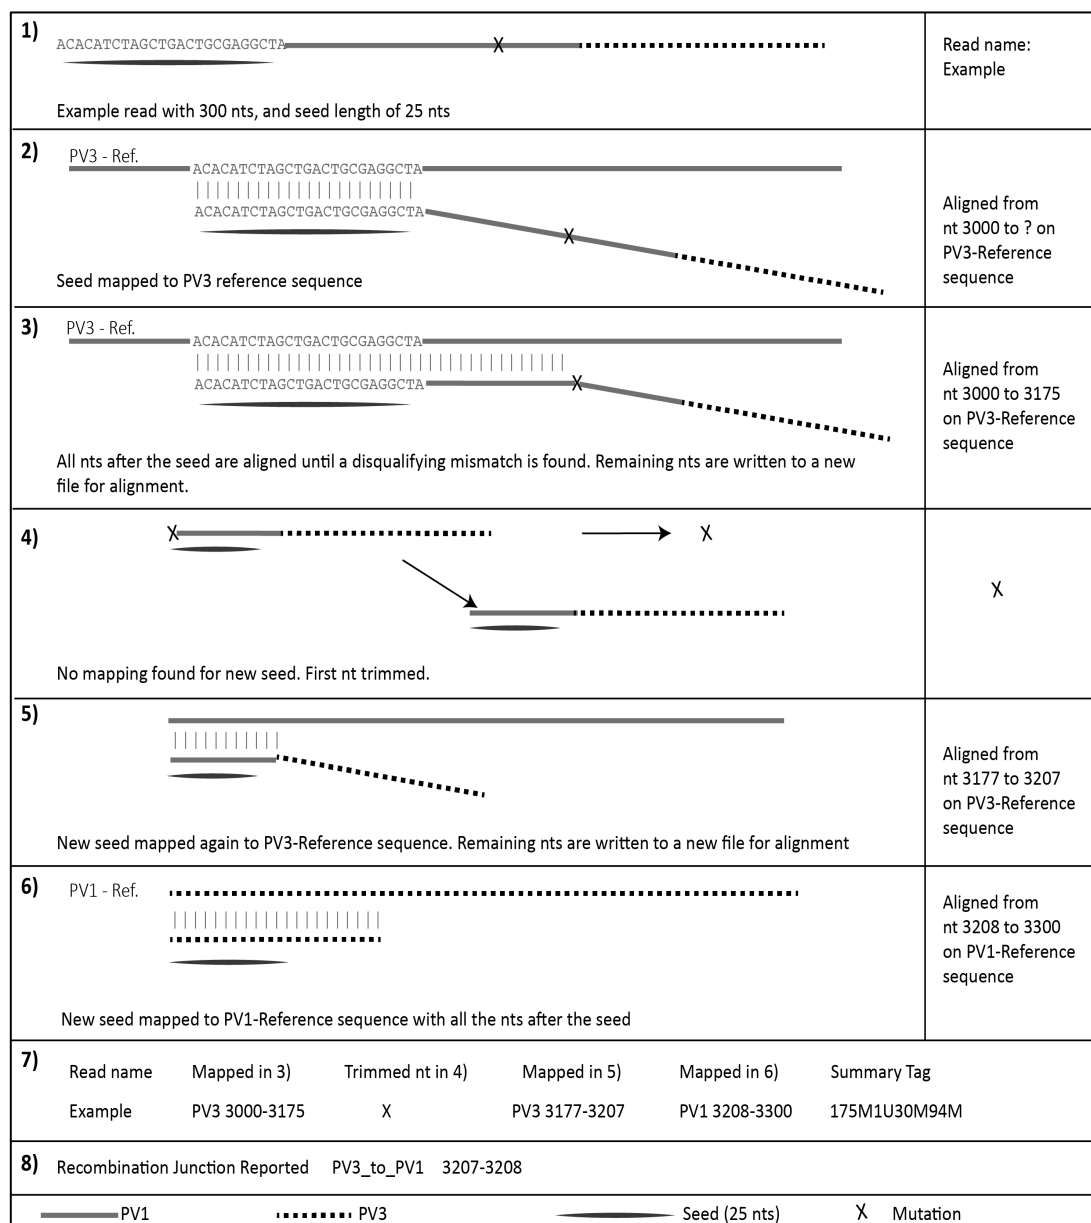 1)
ACACATCTAGCTGACTGCGAGGCTA
X
Example read with 300 nts, and seed length of 25 nts
Read name:
Example
2)
PV3 - Ref.
ACACATCTAGCTGACTGCGAGGCTA
ACACATCTAGCTGACTGCGAGGCTA
X
Seed mapped to PV3 reference sequence
Aligned from
nt 3000 to ? on
PV3-Reference
sequence
3)
PV3 - Ref.
ACACATCTAGCTGACTGCGAGGCTA
ACACATCTAGCTGACTGCGAGGCTA
X
All nts after the seed are aligned until a disqualifying mismatch is found. Remaining nts are written to a new
file for alignment.
Aligned from
nt 3000 to 3175
on PV3-Reference
sequence
4)
X X
No mapping found for new seed. First nt trimmed.
X
5)
New seed mapped again to PV3-Reference sequence. Remaining nts are written to a new file for alignment
Aligned from
nt 3177 to 3207
on PV3-Reference
sequence
6)
PV1 - Ref.
New seed mapped to PV1-Reference sequence with all the nts after the seed
Aligned from
nt 3208 to 3300
on PV1-Reference
sequence
7)
Read name Mapped in 3) Trimmed nt in 4) Mapped in 5) Mapped in 6) Summary Tag
Example PV3 3000-3175 X PV3 3177-3207 PV1 3208-3300 175M1U30M94M
8) Recombination Junction Reported PV3_to_PV1 3207-3208
PV1 PV3 Seed (25 nts) X Mutation